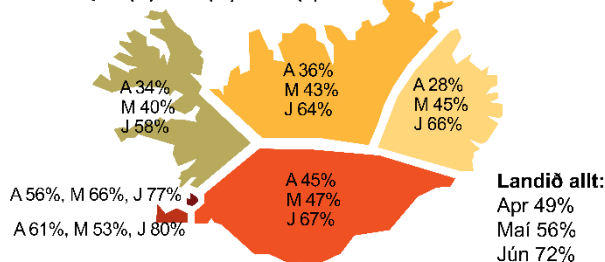 A 34%
M 40%
J 58%
A 36%
M 43%
J 64%
A 28%
M 45%
J 66%
A 56%, M 66%, J 77%
A 61%, M 53%, J 80%
A 45%
M 47%
J 67%
Landið allt:
Apr 49%
Maí 56%
Jún 72%